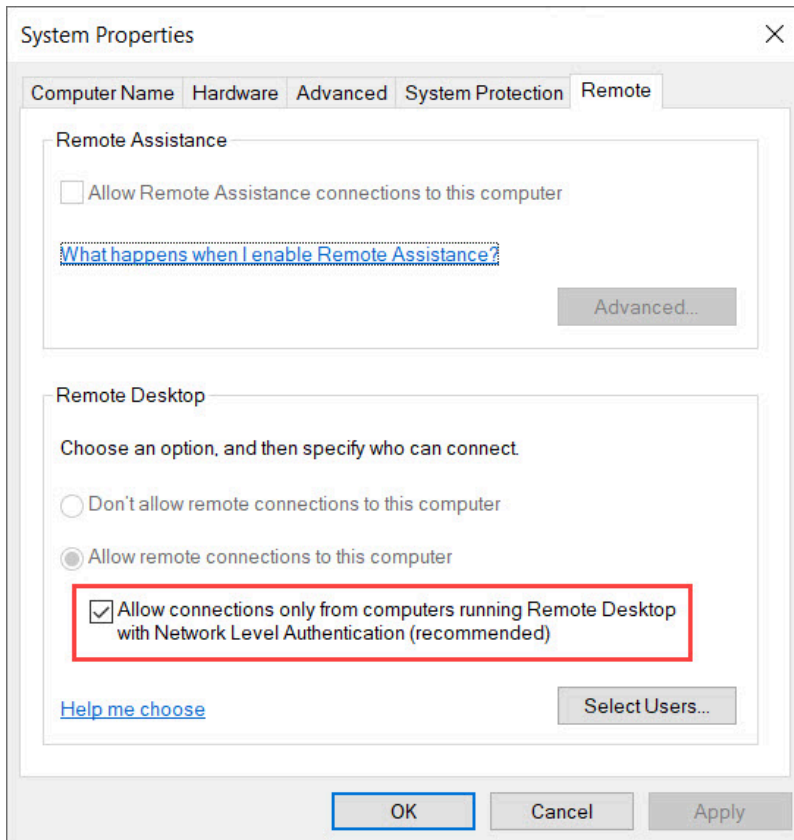 System Properties
Computer Name
Hardware
Advanced
System Protection
Remote
Remote Assistance
Allow Remote Assistance connections to this computer
What happens when I enable Remote Assistance?
Advanced...
Remote Desktop
Choose an option, and then specify who can connect.
Don't allow remote connections to this computer
Allow remote connections to this computer
Allow connections only from computers running Remote Desktop
with Network Level Authentication (recommended)
Help me choose
Select Users...
OK
Cancel
Apply